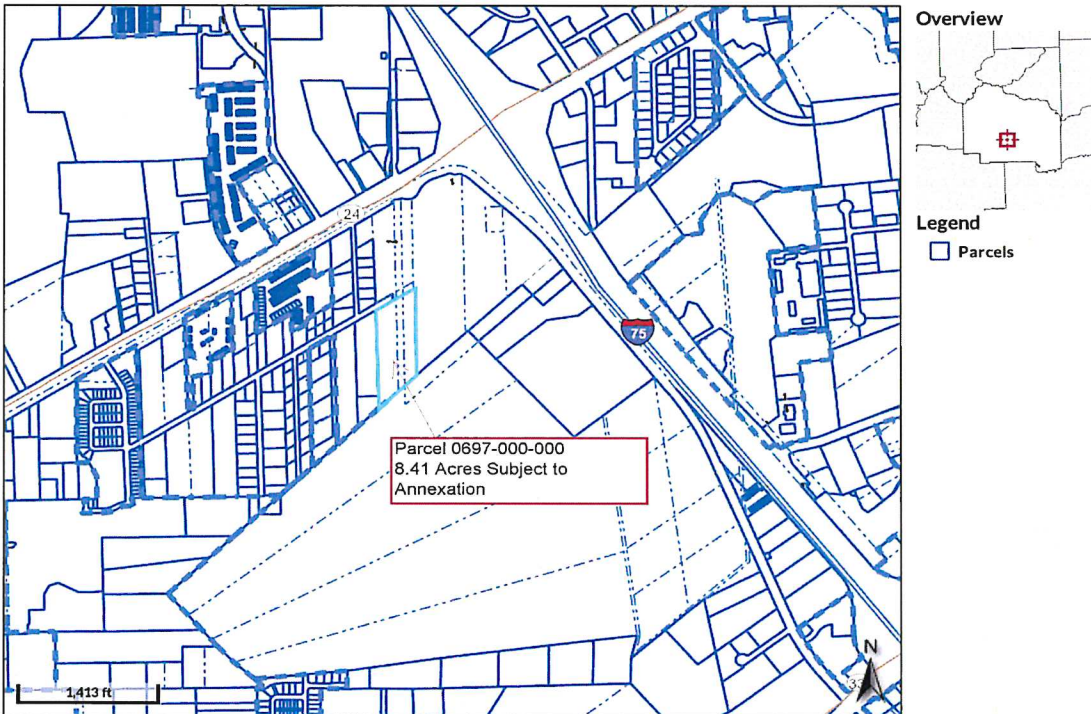 Overview
Legend
Parcels
24
75
Parcel 0697-000-000
8.41 Acres Subject to
Annexation
1,413 ft
N